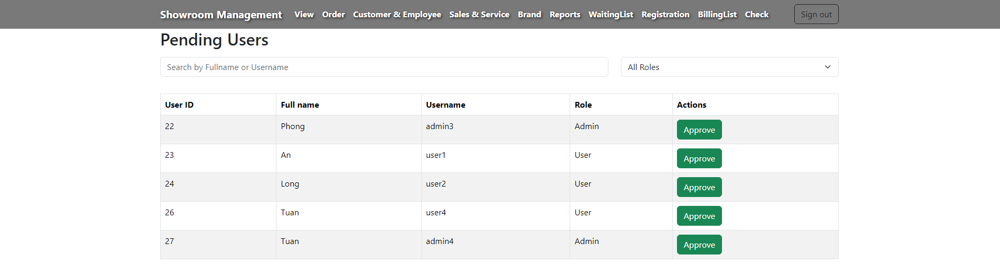 Showroom Management View Order Customer & Employee Sales & Service Brand Reports WaitingList Registration BillingList Check Sign out
Pending Users
Search by Fullname or Username All Roles
User ID Full name Username Role Actions
22 Phong admin3 Admin Approve
23 An user1 User Approve
24 Long user2 User Approve
26 Tuan user4 User Approve
27 Tuan admin4 Admin Approve